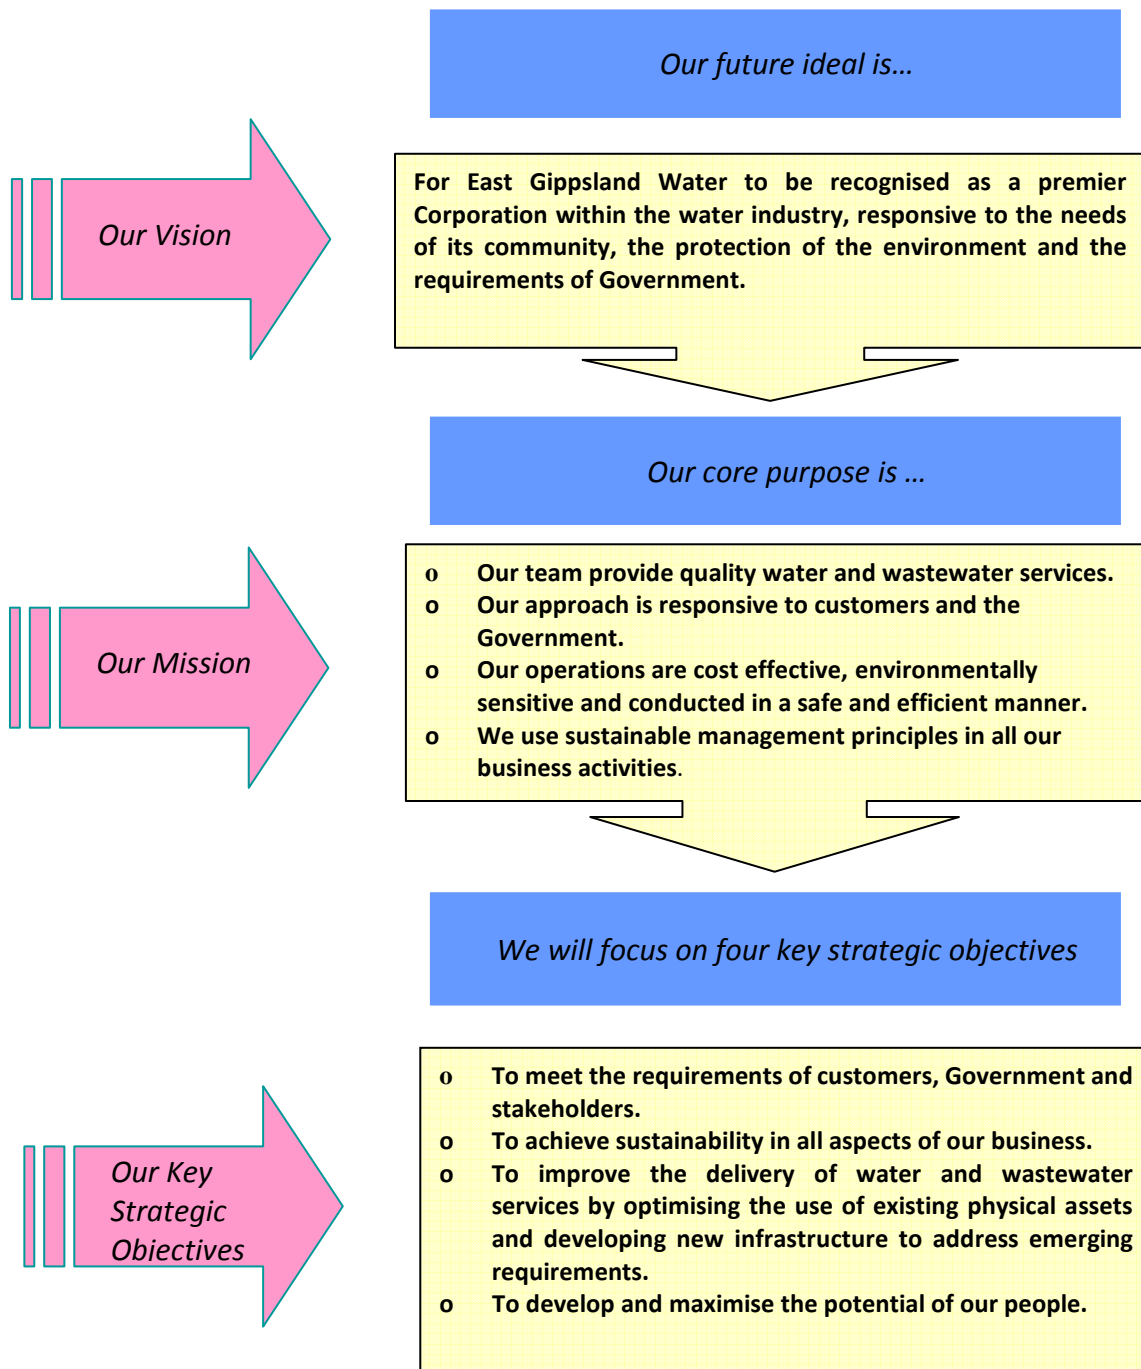 Our future ideal is…
Our Vision
For East Gippsland Water to be recognised as a premier
Corporation within the water industry, responsive to the needs
of its community, the protection of the environment and the
requirements of Government.
Our core purpose is …
Our Mission
o Our team provide quality water and wastewater services.
o Our approach is responsive to customers and the
Government.
o Our operations are cost effective, environmentally
sensitive and conducted in a safe and efficient manner.
o We use sustainable management principles in all our
business activities.
We will focus on four key strategic objectives
Our Key
Strategic
Objectives
o To meet the requirements of customers, Government and
stakeholders.
o To achieve sustainability in all aspects of our business.
o To improve the delivery of water and wastewater
services by optimising the use of existing physical assets
and developing new infrastructure to address emerging
requirements.
o To develop and maximise the potential of our people.